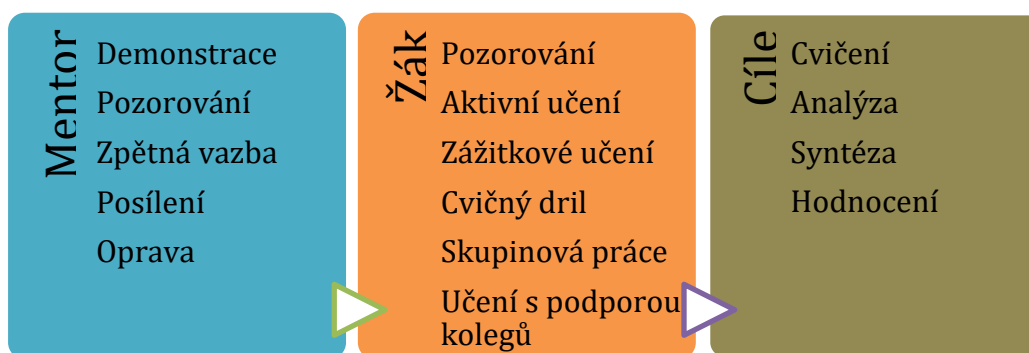 Mentor
Demonstrace
Pozorování
Zpětná vazba
Posílení
Oprava
Žák
Pozorování
Aktivní učení
Zážitkové učení
Cvičný dril
Skupinová práce
Učení s podporou
kolegů
Cíle
Cvičení
Analýza
Syntéza
Hodnocení